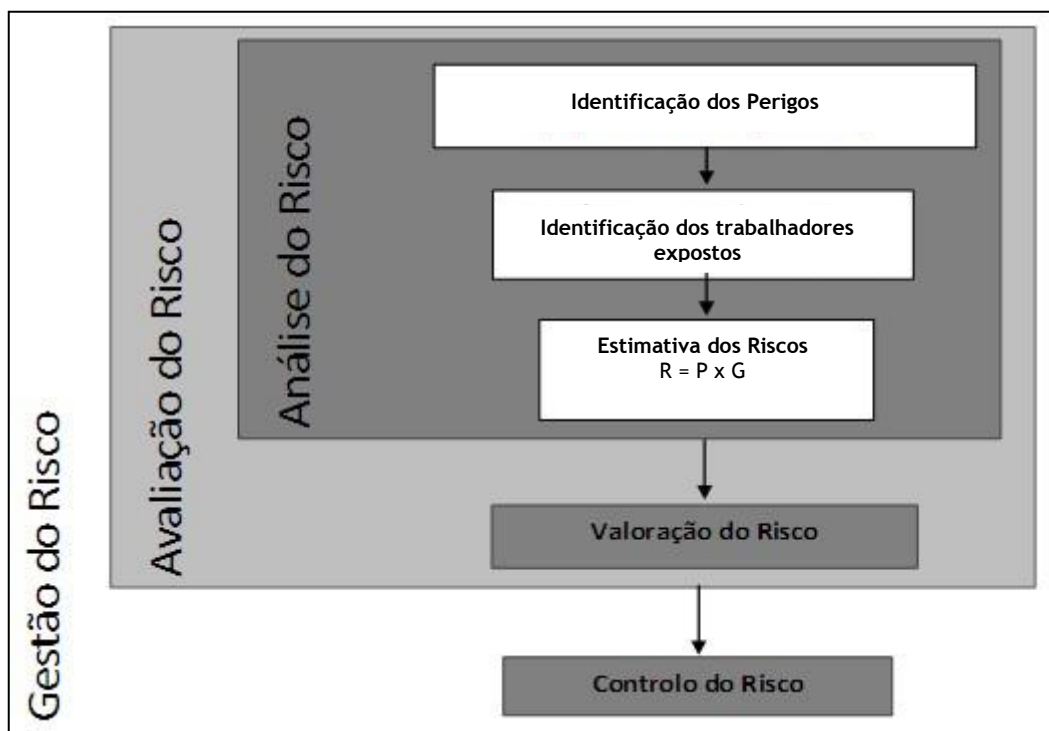 Gestão do Risco
Avaliação do Risco
Análise do Risco
Identificação dos Perigos
Identificação dos trabalhadores
expostos
Estimativa dos Riscos
R = P x G
Valoração do Risco
Controlo do Risco